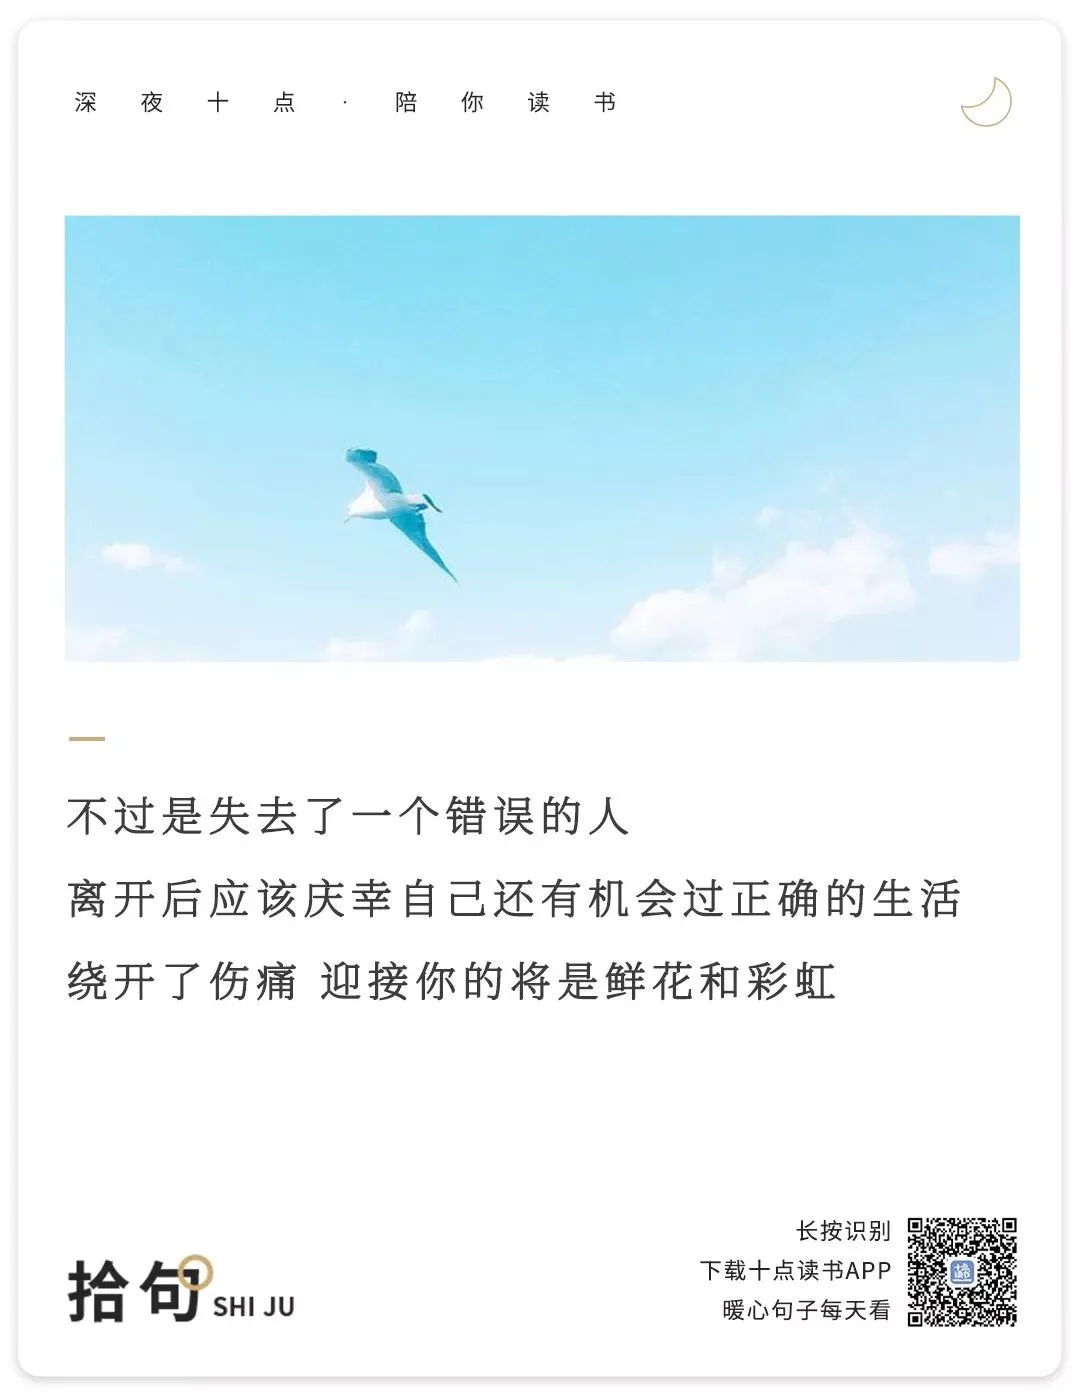 深夜十点·陪你读书
不过是失去了一个错误的人
离开后应该庆幸自己还有机会过正确的生活
绕开了伤痛 迎接你的将是鲜花和彩虹
拾句 SHI JU
长按识别
下载十点读书APP
暖心句子每天看
十点
读书